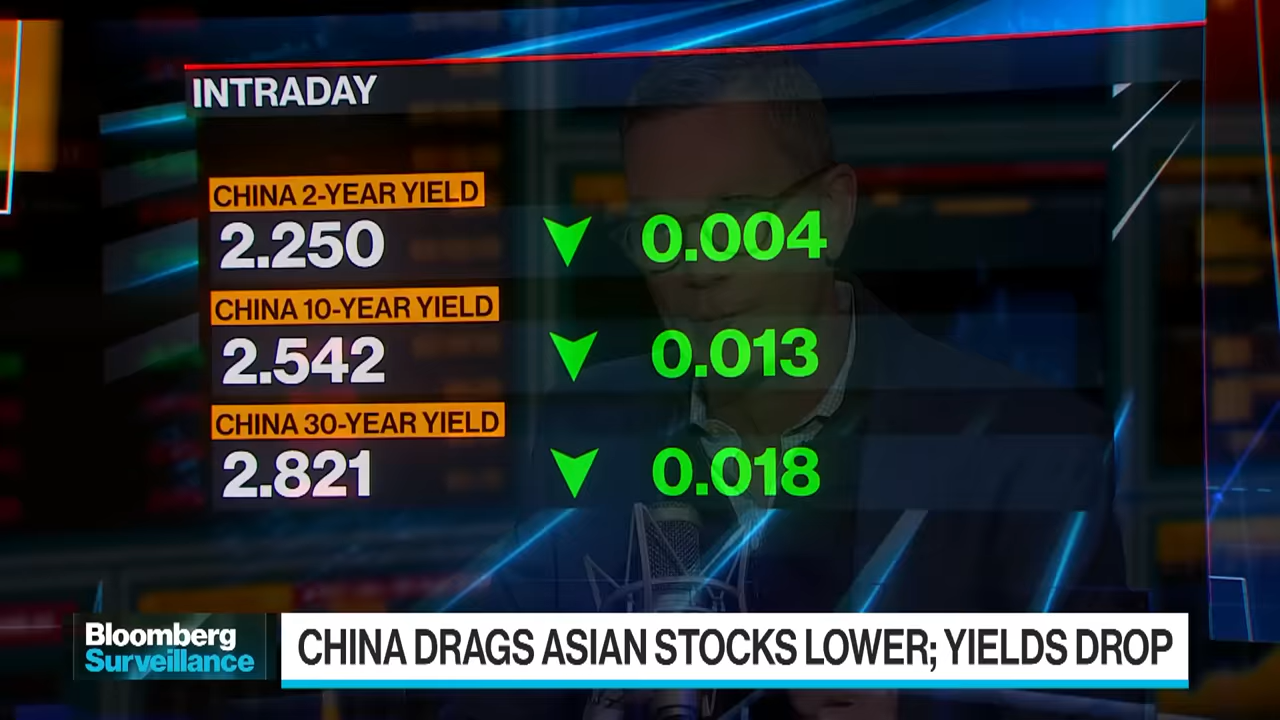 INTRADAY
CHINA 2-YEAR YIELD
2.250
0.004
CHINA 10-YEAR YIELD
2.542
0.013
CHINA 30-YEAR YIELD
2.821
0.018
Bloomberg
Surveillance
CHINA DRAGS ASIAN STOCKS LOWER; YIELDS DROP